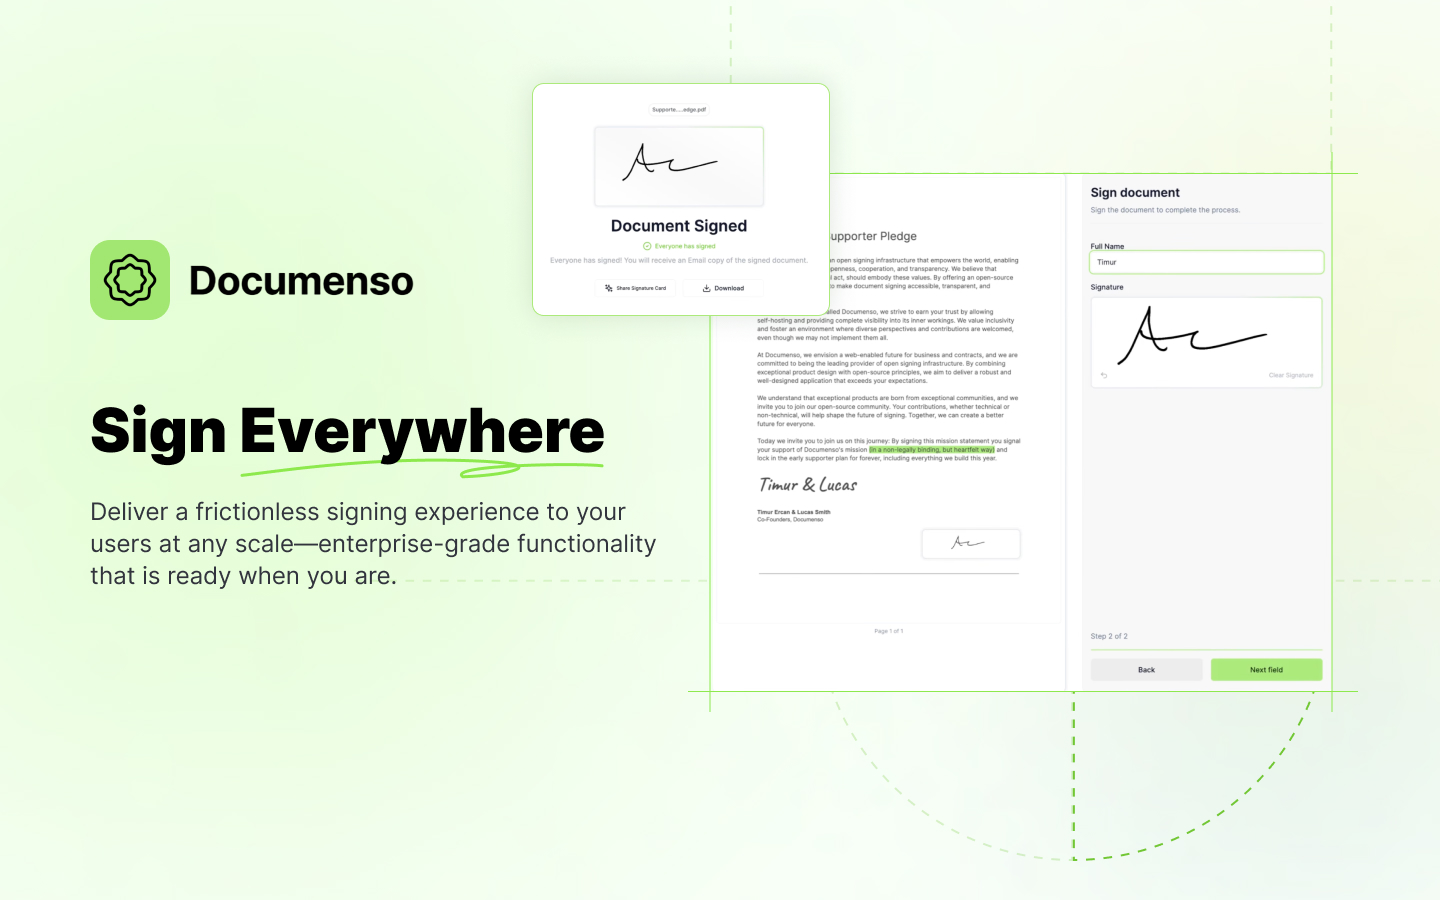 Documenso
Sign Everywhere
Deliver a frictionless signing experience to your
users at any scale—enterprise-grade functionality
that is ready when you are.
Supporte....edge.pdf
Document Signed
Everyone has signed
Everyone has signed! You will receive an Email copy of the signed document.
Share Signature Card
Download
upporter Pledge
n open signing infrastructure that empowers the world, enabling
penness, cooperation, and transparency. We believe that
l act, should embody these values. By offering an open-source
to make document signing accessible, transparent, and
alled Documenso, we strive to earn your trust by allowing
self-hosting and providing complete visibility into its inner workings. We value inclusivity
and foster an environment where diverse perspectives and contributions are welcomed,
even though we may not implement them all.
At Documenso, we envision a web-enabled future for business and contracts, and we are
committed to being the leading provider of open signing infrastructure. By combining
exceptional product design with open-source principles, we aim to deliver a robust and
well-designed application that exceeds your expectations.
We understand that exceptional products are born from exceptional communities, and we
invite you to join our open-source community. Your contributions, whether technical or
non-technical, will help shape the future of signing. Together, we can create a better
future for everyone.
Today we invite you to join us on this journey: By signing this mission statement you signal
your support of Documenso's mission (in a non-legally binding, but heartfelt way) and
lock in the early supporter plan for forever, including everything we build this year.
Timur & Lucas
Timur Ercan & Lucas Smith
Co-Founders, Documenso
Page 1 of 1
Sign document
Sign the document to complete the process.
Full Name
Timur
Signature
Clear Signature
Step 2 of 2
Back
Next field